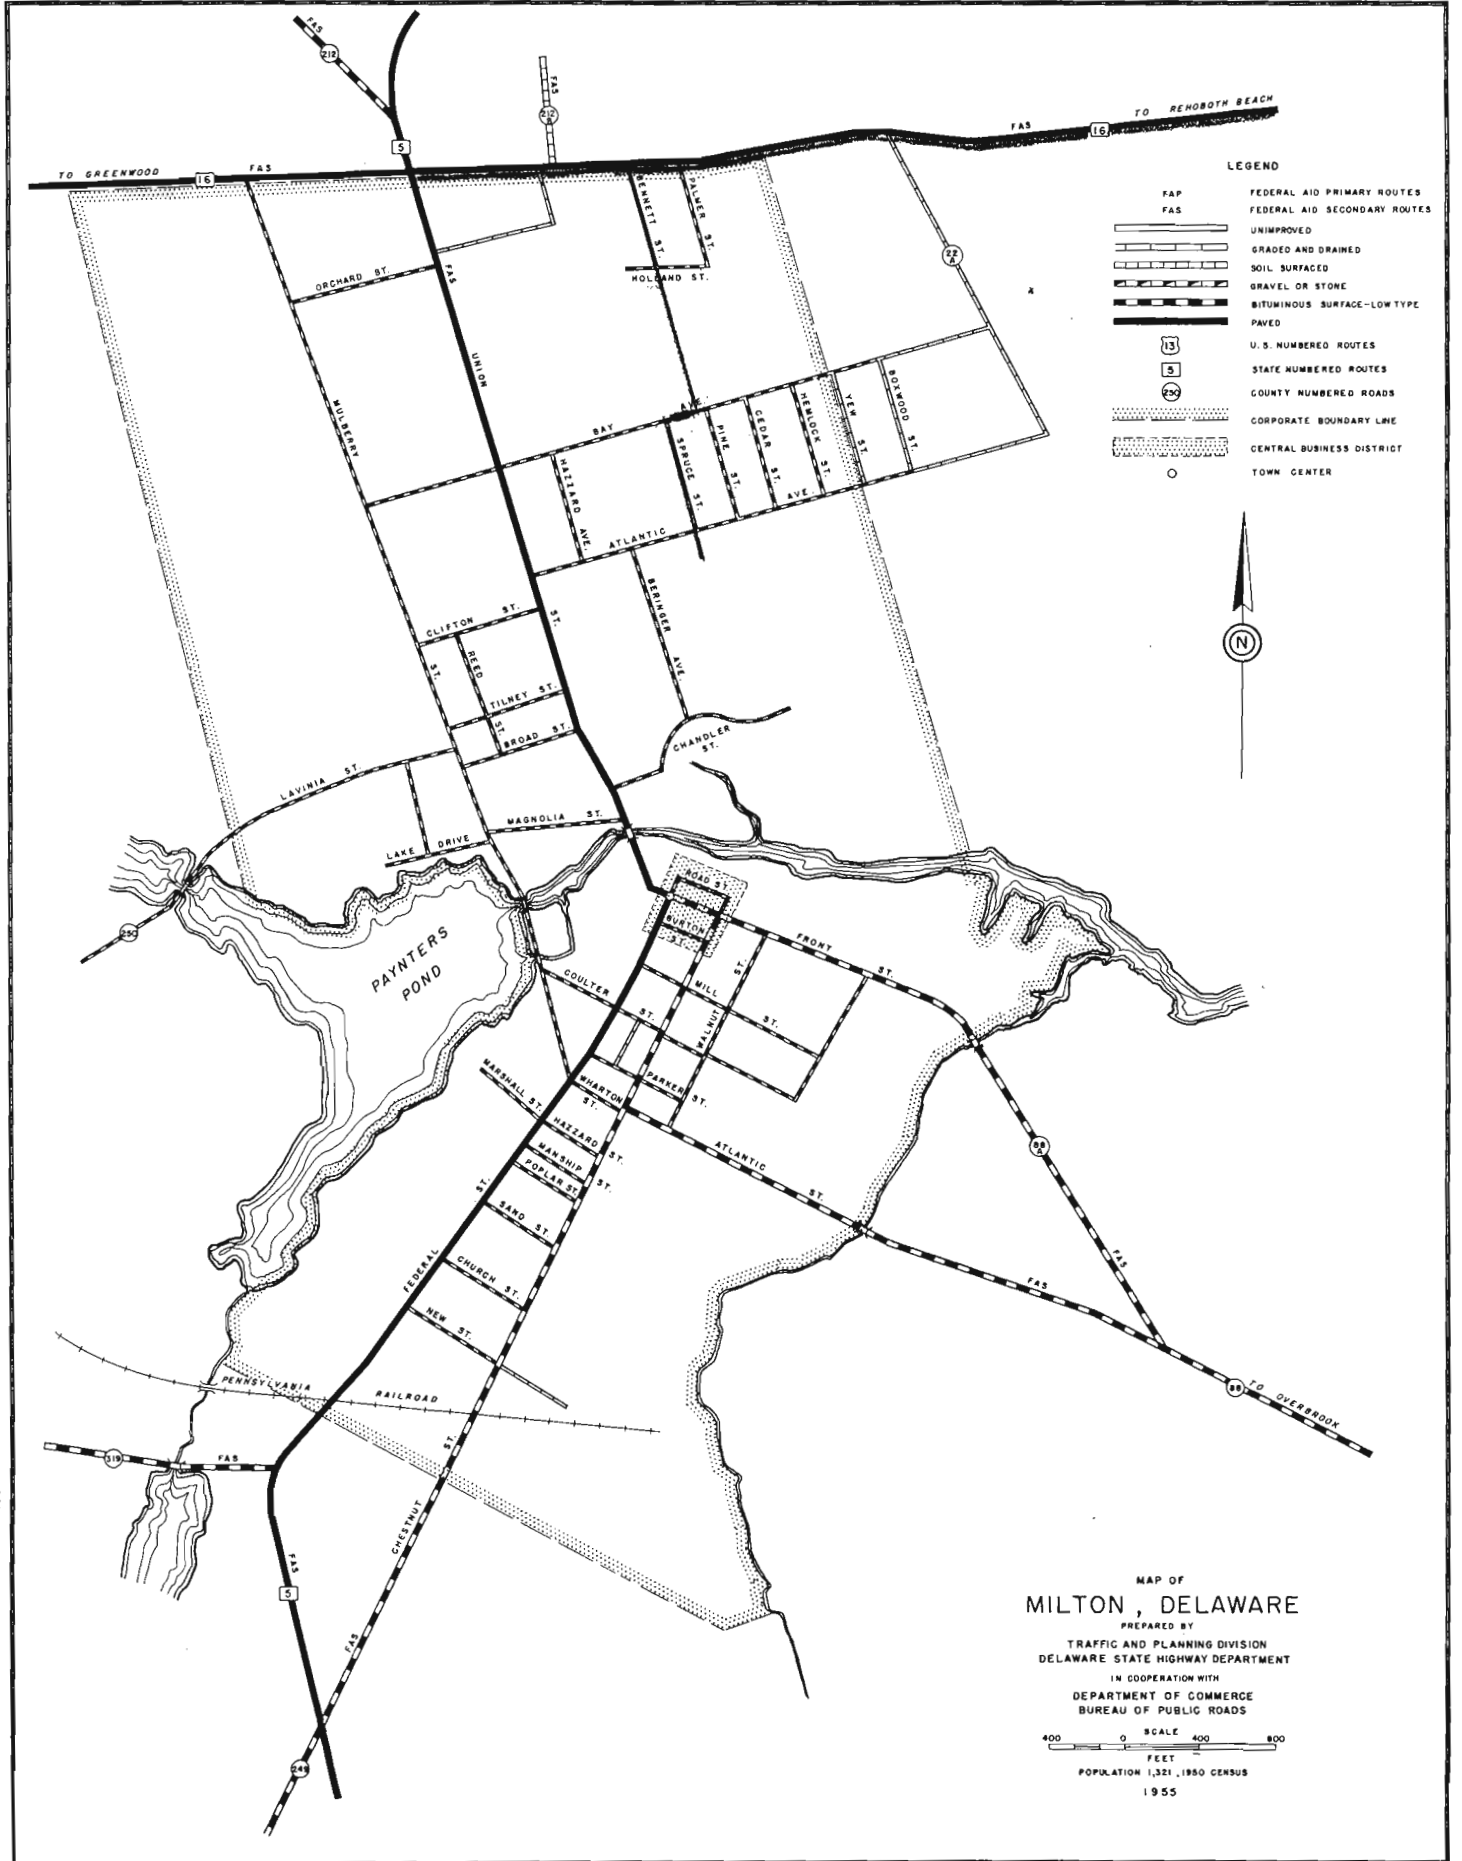 FAS
212
FAS
212
B
5
TO GREENWOOD
16
FAS
FAS
16
TO REHOBOTH BEACH
LEGEND
FAP FEDERAL AID PRIMARY ROUTES
FAS FEDERAL AID SECONDARY ROUTES
UNIMPROVED
GRADED AND DRAINED
SOIL SURFACED
GRAVEL OR STONE
BITUMINOUS SURFACE-LOW TYPE
PAVED
13 U.S. NUMBERED ROUTES
5 STATE NUMBERED ROUTES
250 COUNTY NUMBERED ROADS
CORPORATE BOUNDARY LINE
CENTRAL BUSINESS DISTRICT
TOWN CENTER
N
BENNETT ST.
PALMER ST.
HOLLAND ST.
22
A
ORCHARD ST.
FAS
UNION ST.
MULBERRY ST.
BAY AVE.
HAZZARD AVE.
SPRUCE ST.
PINE ST.
CEDAR ST.
HEMLOCK ST.
YEW ST.
BOXWOOD ST.
ATLANTIC AVE.
BERINGER AVE.
CLIFTON ST.
REED ST.
TILNEY ST.
BROAD ST.
CHANDLER
ST.
LAVINIA ST.
MAGNOLIA ST.
LAKE DRIVE
250
PAYNTERS
POND
ROAD ST.
BURTON
ST.
FRONT ST.
COULTER ST.
MILL ST.
WALNUT ST.
MARSHALL ST.
WHARTON
ST.
PARKER ST.
HAZZARD ST.
MANSHIP ST.
POPLAR ST.
SAND ST.
CHURCH ST.
NEW ST.
FEDERAL ST.
ATLANTIC ST.
88
A
FAS
FAS
88
TO OVERBROOK
PENNSYLVANIA RAILROAD
319
FAS
CHESTNUT ST.
FAS
5
FAS
249
MAP OF
MILTON, DELAWARE
PREPARED BY
TRAFFIC AND PLANNING DIVISION
DELAWARE STATE HIGHWAY DEPARTMENT
IN COOPERATION WITH
DEPARTMENT OF COMMERCE
BUREAU OF PUBLIC ROADS
SCALE
400 0 400 800
FEET
POPULATION 1,321, 1950 CENSUS
1955